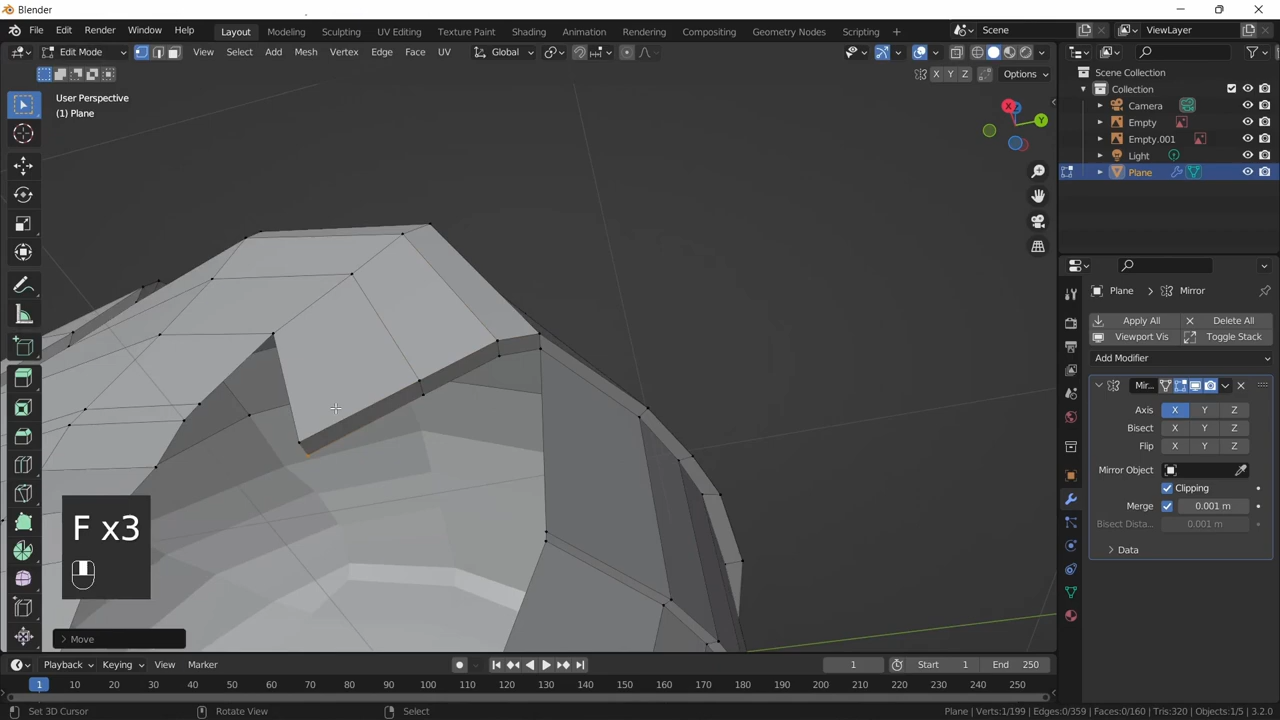 Blender
File Edit Render Window Help Layout Modeling Sculpting UV Editing Texture Paint Shading Animation Rendering Compositing Geometry Nodes Scripting + Scene ViewLayer
Edit Mode View Select Add Mesh Vertex Edge Face UV Global
X Y Z Options
User Perspective
(1) Plane
X Y
Scene Collection
Collection
Camera
Empty
Empty.001
Light
Plane
Plane > Mirror
Apply All Delete All
Viewport Vis Toggle Stack
Add Modifier
Mir...
Axis X Y Z
Bisect X Y Z
Flip X Y Z
Mirror Object
Clipping
Merge 0.001 m
Bisect Dista... 0.001 m
Data
F x3
Move
Playback Keying View Marker 1 Start 1 End 250
1 10 20 30 40 50 60 70 80 90 100 110 120 130 140 150 160 170 180 190 200 210 220 230 240 250
Set 3D Cursor Rotate View Select Plane | Verts:1/199 | Edges:0/359 | Faces:0/160 | Tris:320 | Objects:1/5 | 3.2.0